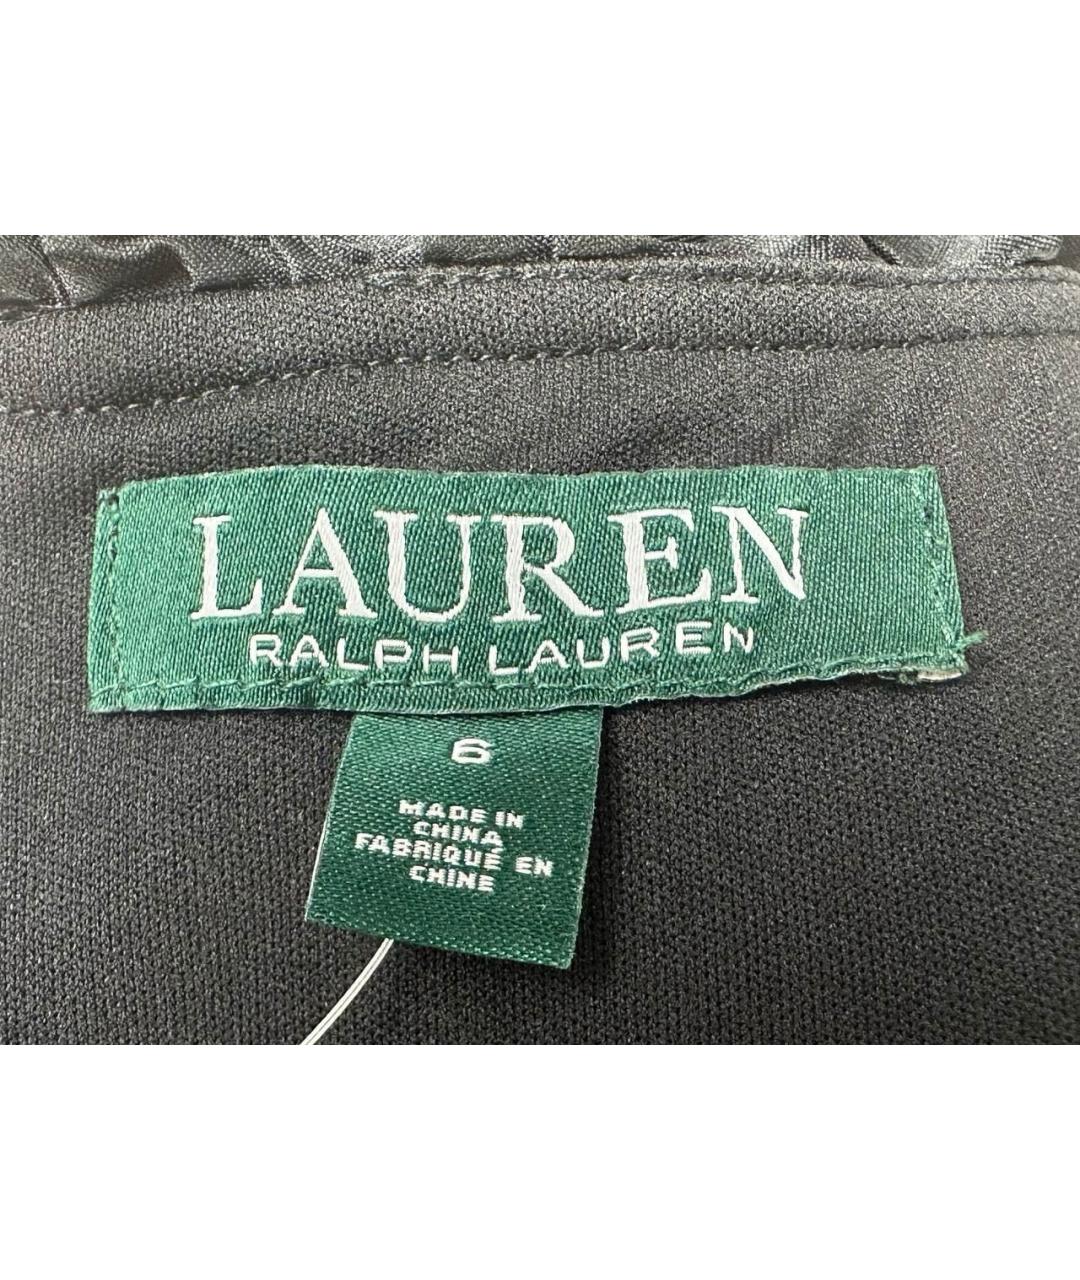 LAUREN
RALPH LAUREN
6
MADE IN
CHINA
FABRIQUÉ EN
CHINE